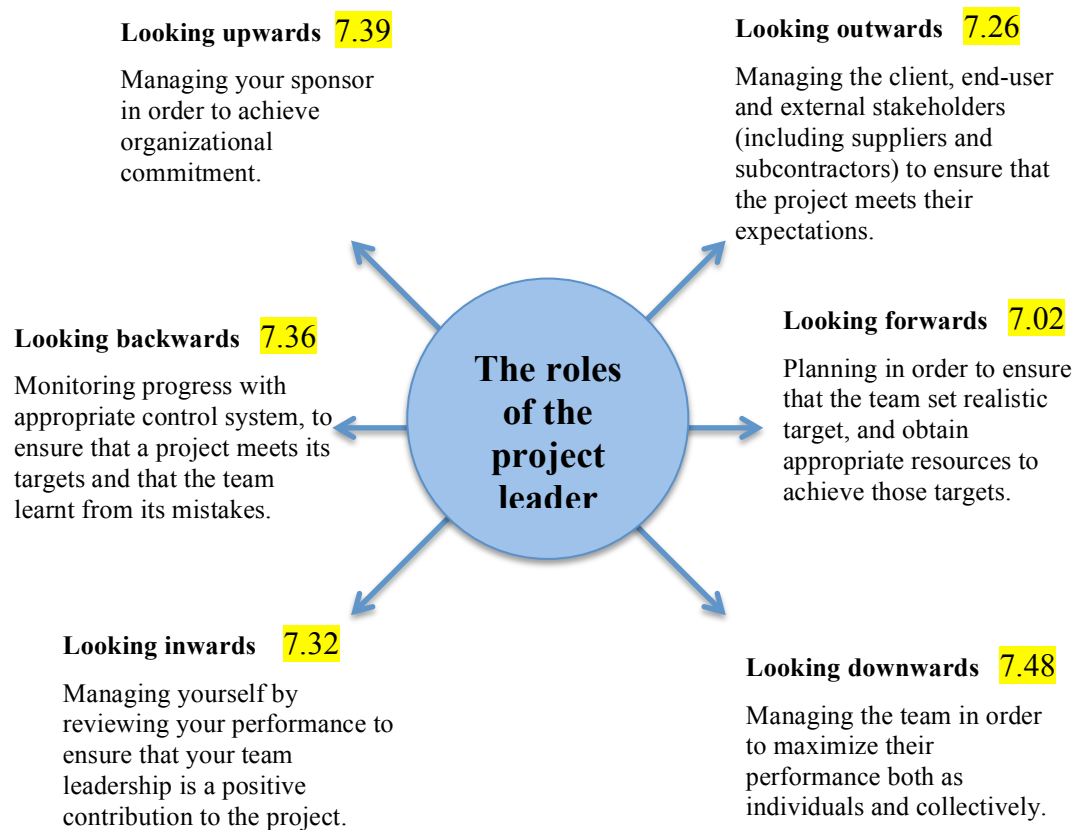 Looking upwards 7.39
Managing your sponsor
in order to achieve
organizational
commitment.
Looking outwards 7.26
Managing the client, end-user
and external stakeholders
(including suppliers and
subcontractors) to ensure that
the project meets their
expectations.
Looking backwards 7.36
Monitoring progress with
appropriate control system, to
ensure that a project meets its
targets and that the team
learnt from its mistakes.
The roles
of the
project
leader
Looking forwards 7.02
Planning in order to ensure
that the team set realistic
target, and obtain
appropriate resources to
achieve those targets.
Looking inwards 7.32
Managing yourself by
reviewing your performance to
ensure that your team
leadership is a positive
contribution to the project.
Looking downwards 7.48
Managing the team in order
to maximize their
performance both as
individuals and collectively.